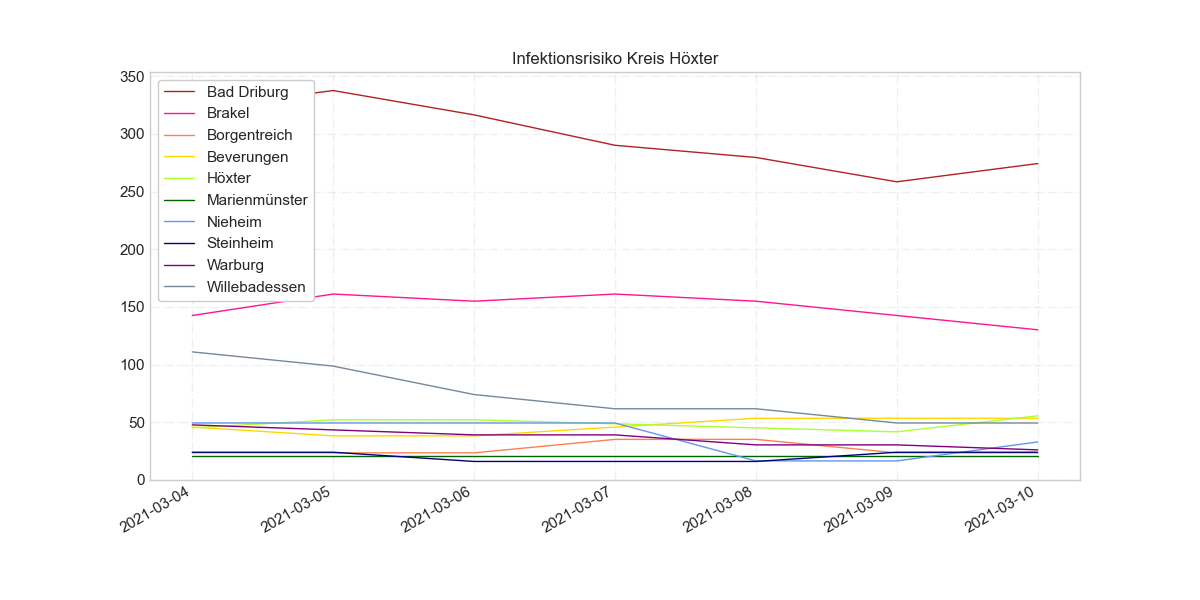 Infektionsrisiko Kreis Höxter
350
300
250
200
150
100
50
0
Bad Driburg
Brakel
Borgentreich
Beverungen
Höxter
Marienmünster
Nieheim
Steinheim
Warburg
Willebadessen
2021-03-04
2021-03-05
2021-03-06
2021-03-07
2021-03-08
2021-03-09
2021-03-10